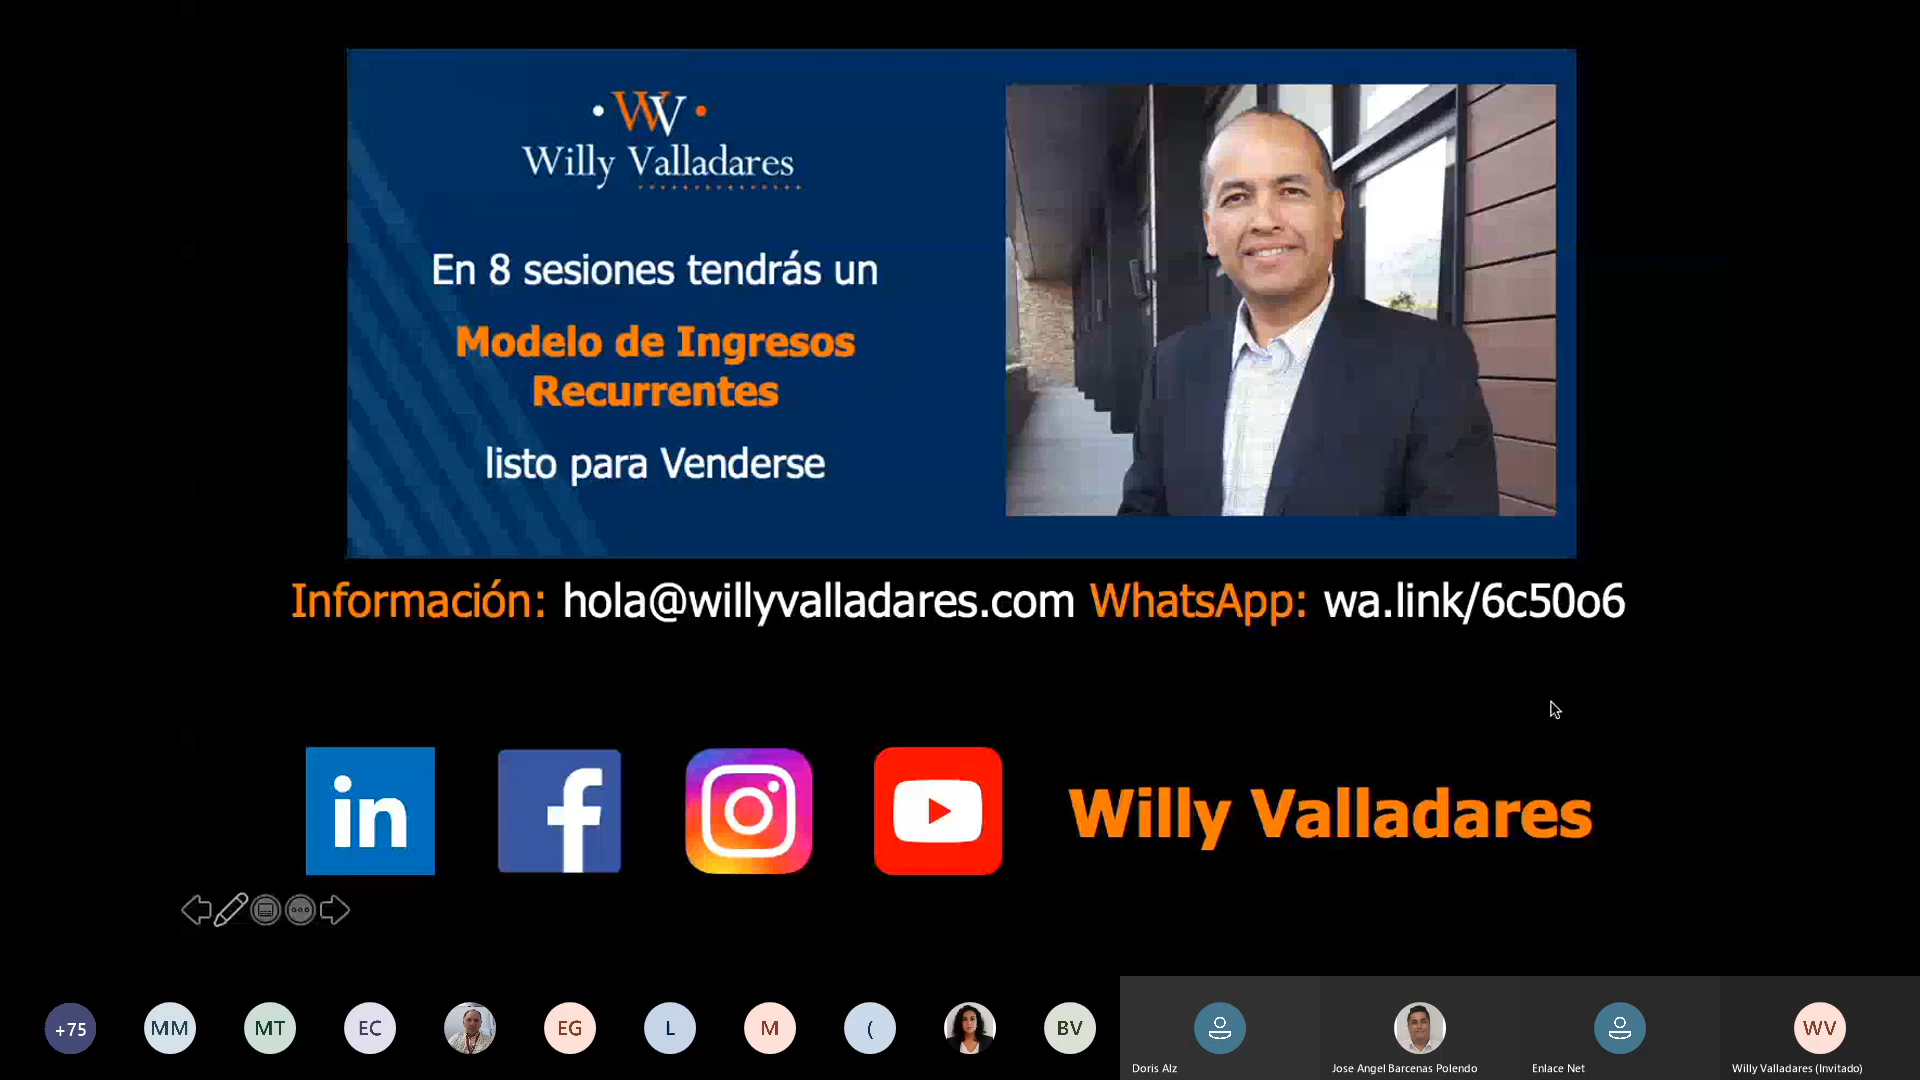 WV
Willy Valladares
En 8 sesiones tendrás un
Modelo de Ingresos
Recurrentes
listo para Venderse
Información: hola@willyvalladares.com WhatsApp: wa.link/6c50o6
in
f
Willy Valladares
+75
MM
MT
EC
EG
L
M
(
BV
WV
Doris Alz
Jose Angel Barcenas Polendo
Enlace Net
Willy Valladares (Invitado)